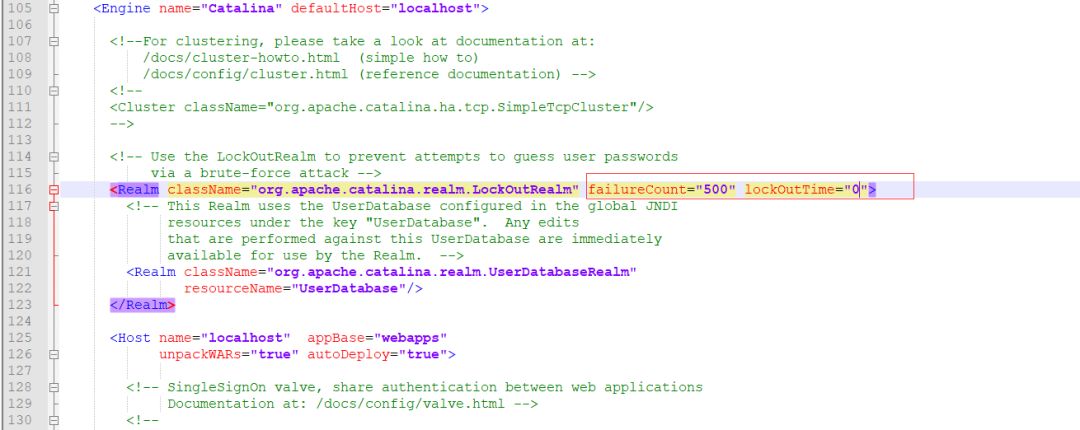 105 <Engine name="Catalina" defaultHost="localhost">
106
107 <!--For clustering, please take a look at documentation at:
108 /docs/cluster-howto.html  (simple how to)
109 /docs/config/cluster.html (reference documentation) -->
110 <!--
111 <Cluster className="org.apache.catalina.ha.tcp.SimpleTcpCluster"/>
112 -->
113
114 <!-- Use the LockOutRealm to prevent attempts to guess user passwords
115 via a brute-force attack -->
116 <Realm className="org.apache.catalina.realm.LockOutRealm" failureCount="500" lockOutTime="0">
117 <!-- This Realm uses the UserDatabase configured in the global JNDI
118 resources under the key "UserDatabase".  Any edits
119 that are performed against this UserDatabase are immediately
120 available for use by the Realm.  -->
121 <Realm className="org.apache.catalina.realm.UserDatabaseRealm"
122 resourceName="UserDatabase"/>
123 </Realm>
124
125 <Host name="localhost"  appBase="webapps"
126 unpackWARs="true" autoDeploy="true">
127
128 <!-- SingleSignOn valve, share authentication between web applications
129 Documentation at: /docs/config/valve.html -->
130 <!--